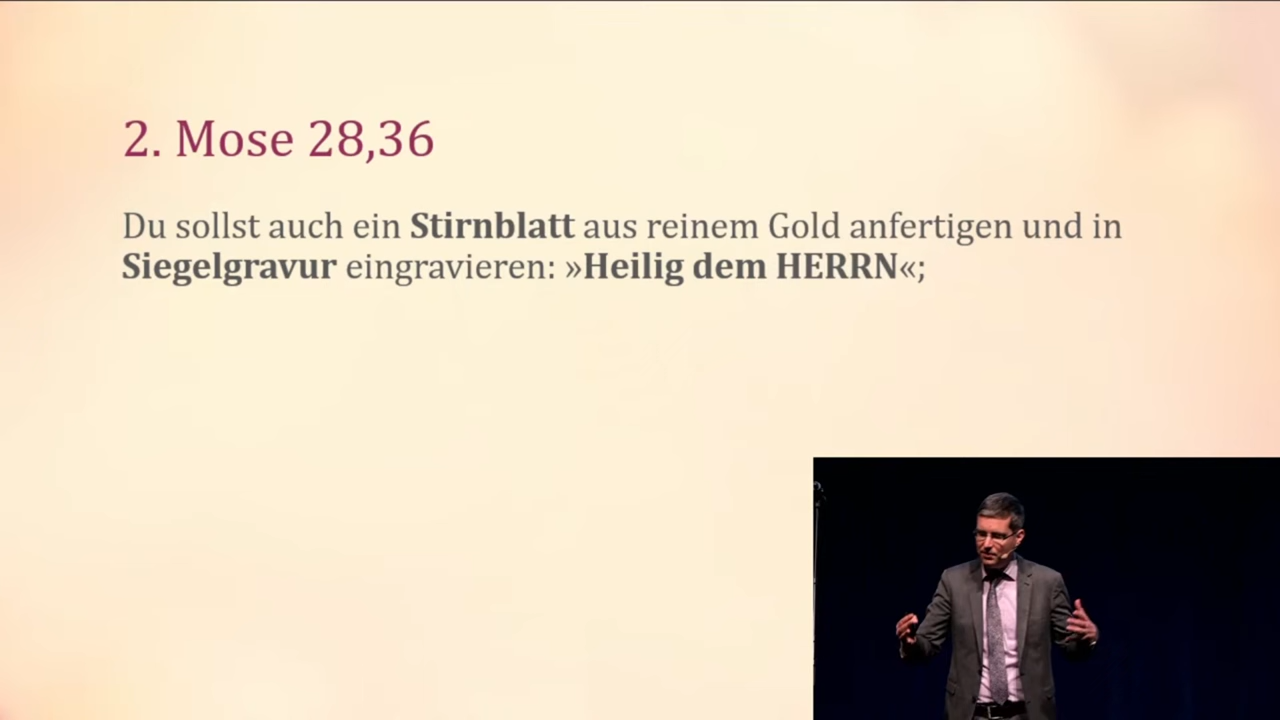 2. Mose 28,36
Du sollst auch ein Stirnblatt aus reinem Gold anfertigen und in
Siegelgravur eingravieren: »Heilig dem HERRN«;